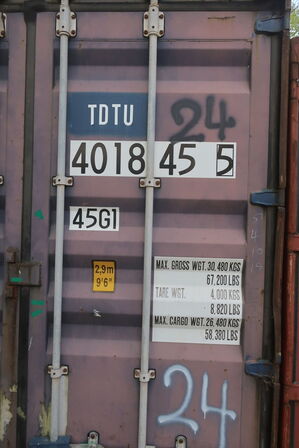 TDTU
24
4018 45 5
45G1
2,9m
9'6"
MAX. GROSS WGT. 30,480 KGS
67,200 LBS
TARE WGT. 4,000 KGS
8,820 LBS
MAX. CARGO WGT. 26,480 KGS
58,380 LBS
24